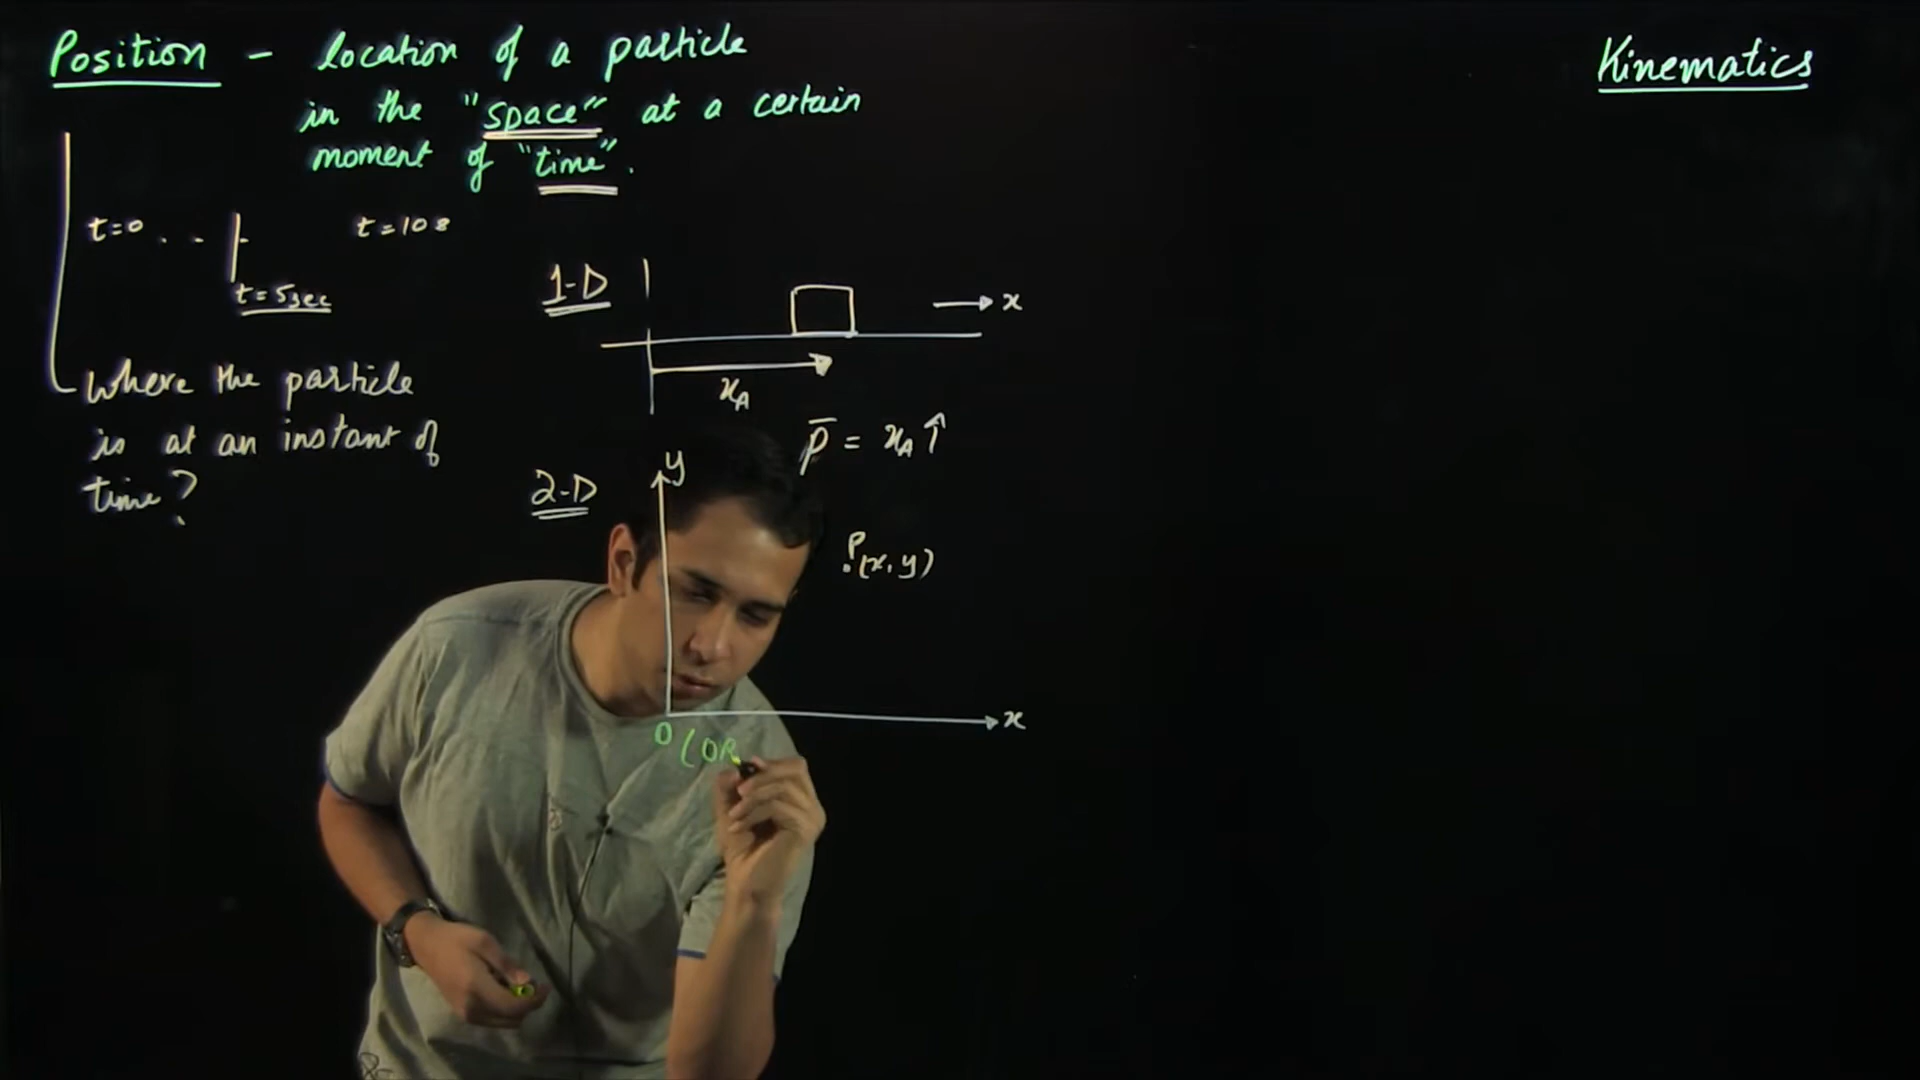 Position - location of a particle
in the "space" at a certain
moment of "time".
Kinematics
t=0 . . . t=10s
t=5sec
Where the particle
is at an instant of
time?
1-D
x
xA
p̄ = xA î
2-D
y
P
(x, y)
x
O (OR